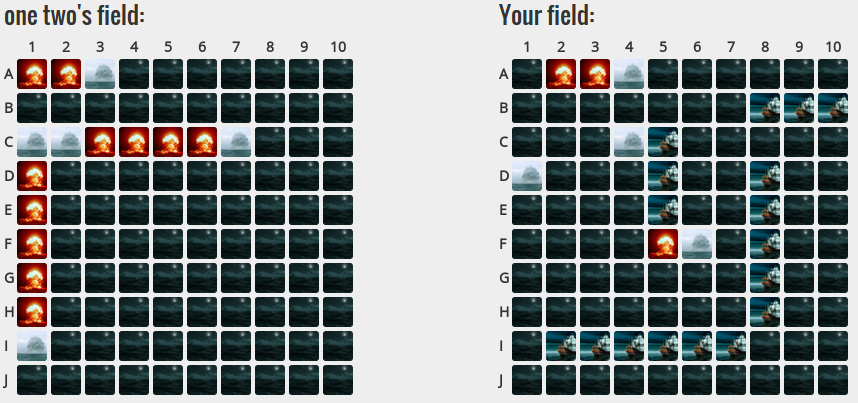 one two's field: Your field:
1 2 3 4 5 6 7 8 9 10 1 2 3 4 5 6 7 8 9 10
A A
B B
C C
D D
E E
F F
G G
H H
I I
J J